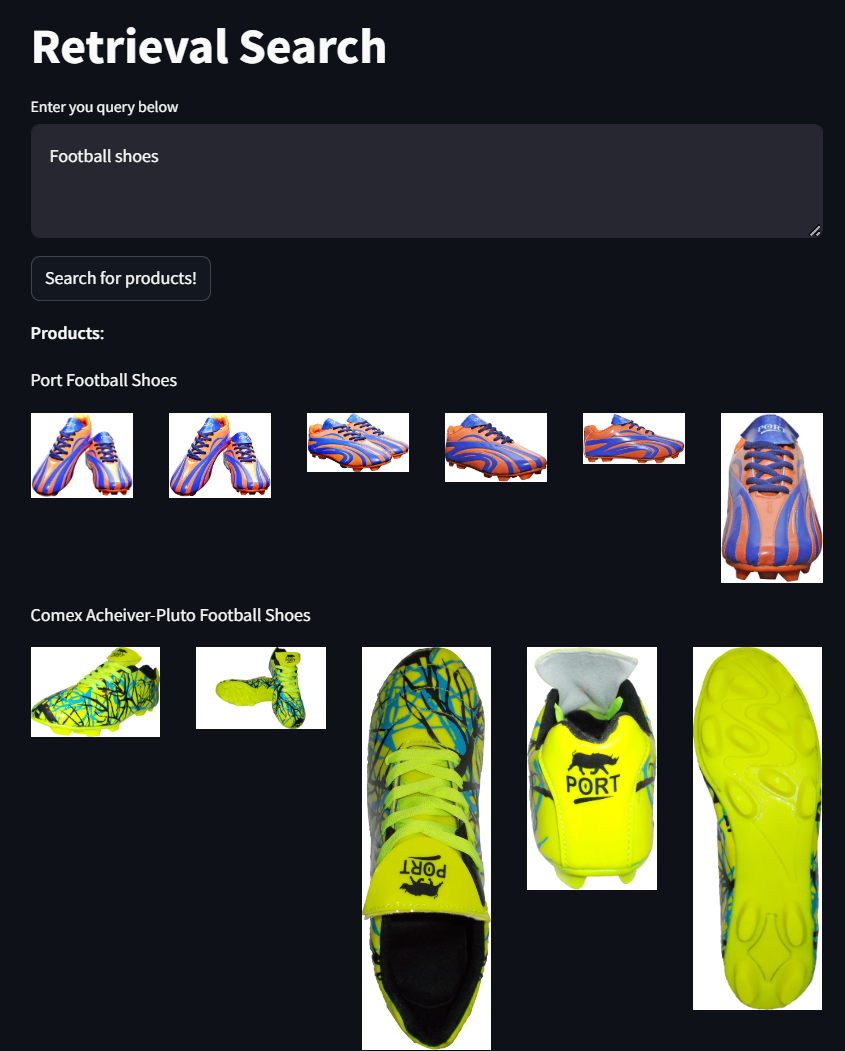 Retrieval Search
Enter you query below
Football shoes
Search for products!
Products:
Port Football Shoes
PORT
Comex Acheiver-Pluto Football Shoes
PORT
PORT